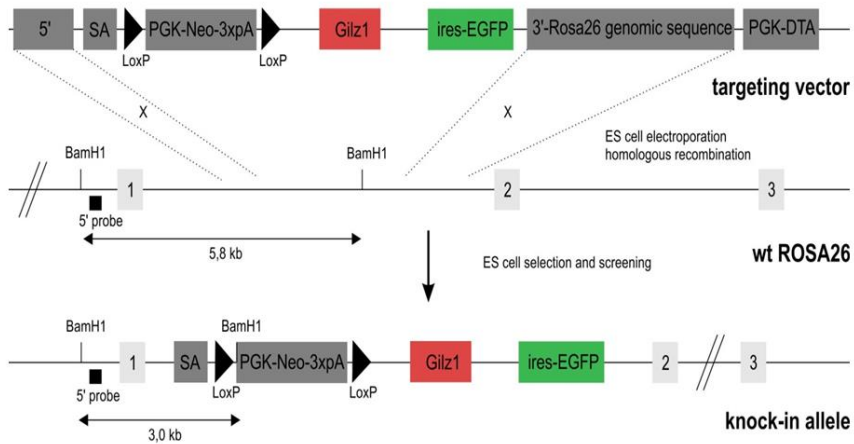 5' SA PGK-Neo-3xpA Gilz1 ires-EGFP 3'-Rosa26 genomic sequence PGK-DTA
LoxP LoxP
targeting vector
X X
ES cell electroporation
homologous recombination
BamH1 BamH1
1 2 3
5' probe
5,8 kb
wt ROSA26
ES cell selection and screening
BamH1 BamH1
1 SA PGK-Neo-3xpA Gilz1 ires-EGFP 2 3
5' probe LoxP LoxP
3,0 kb
knock-in allele